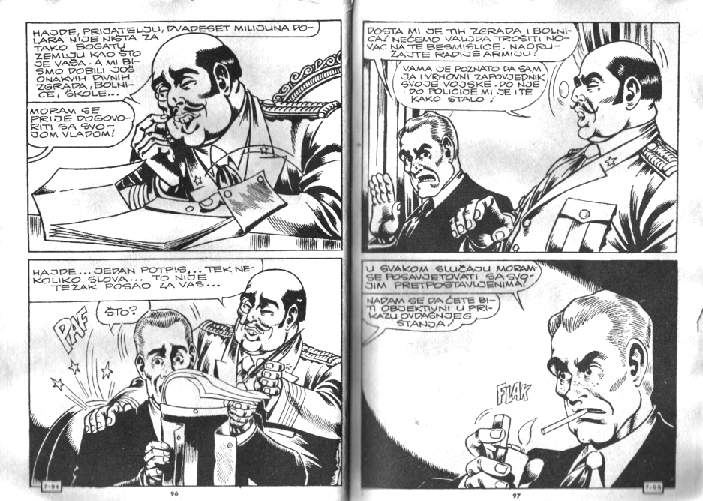 HAJDE, PRIJATELJU, DVADESET MILIJUNA DO-
LARA NIJE NIŠTA ZA
TAKO BOGATU
ZEMLJU KAO ŠTO
JE VAŠA. A MI BI-
SMO DOBILI JOŠ
ONAKVIH DIVNIH
ZGRADA, BOLNI-
CE, ŠKOLE...
MORAM SE
PRIJE DOGOVO-
RITI SA SVO-
JOM VLADOM!
DOSTA MI JE TIH ZGRADA I BOLNI-
CA! NEĆEMO VALJDA TROŠITI NO-
VAC NA TE BESMISLICE. NAORU-
ŽAJTE RADIJE ARMIJU!
VAMA JE POZNATO DA SAM
JA I VRHOVNI ZAPOVJEDNIK
SVOJE VOJSKE. DO NJE
I DO POLICIJE MI JE I TE
KAKO STALO!
HAJDE... JEDAN POTPIS... TEK NE-
KOLIKO SLOVA... TO NIJE
TEŽAK POSAO ZA VAS...
PAF
ŠTO?
U SVAKOM SLUČAJU MORAM
SE POSAVJETOVATI SA SVO-
JIM PRETPOSTAVLJENIMA!
NADAM SE DA ĆETE BI-
TI OBJEKTIVNI U PRI-
KAZU OVDAŠNJEG
STANJA!
FLAK
96
97